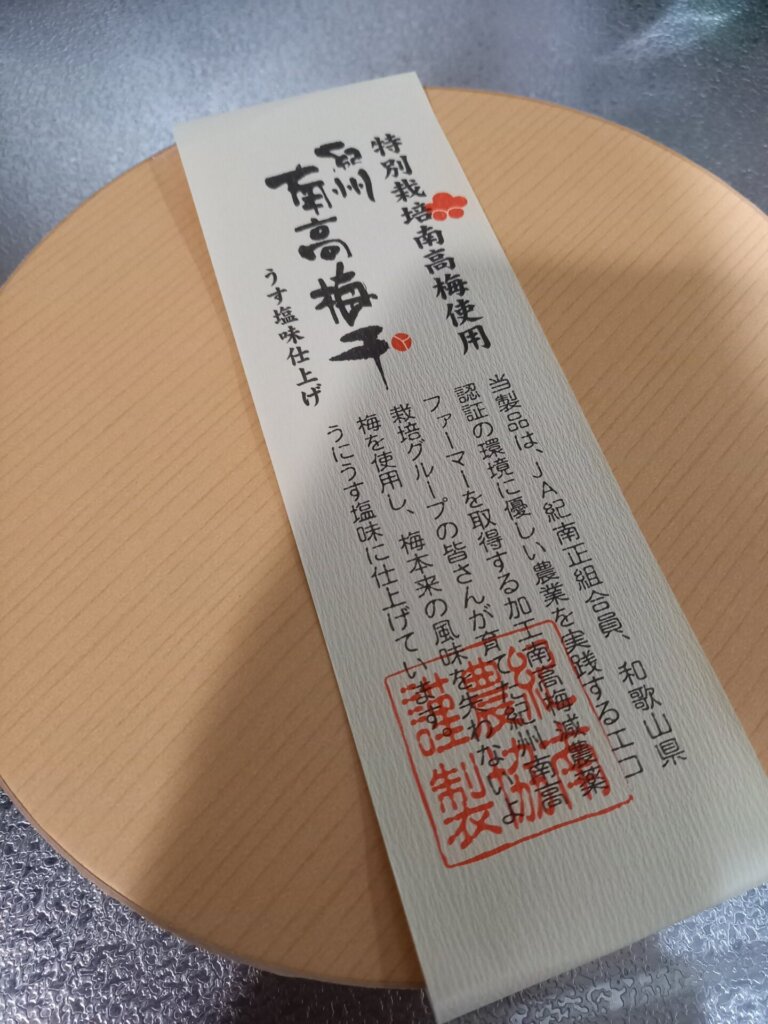 特別栽培南高梅使用
紀州
南高梅干
うす塩味仕上げ
当製品は、JA紀南正組合員、和歌山県
認証の環境に優しい農業を実践するエコ
ファーマーを取得する加工南高梅減農薬
栽培グループの皆さんが育てた紀州南高
梅を使用し、梅本来の風味を失わないよ
うにうす塩味に仕上げています。
紀南
農協
謹製